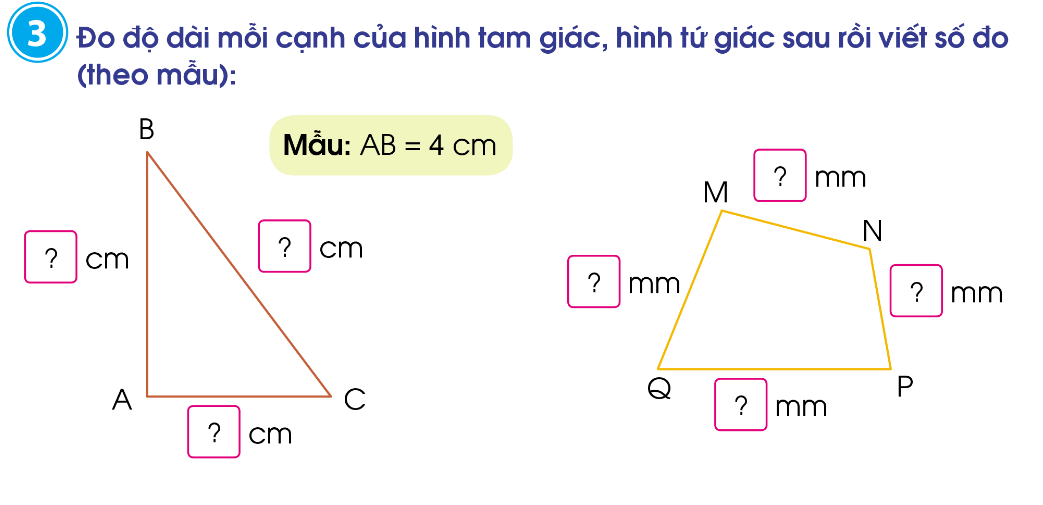 3 Đo độ dài mỗi cạnh của hình tam giác, hình tứ giác sau rồi viết số đo
(theo mẫu):
B
Mẫu: AB = 4 cm
? cm
? cm
A
C
? cm
M
? mm
N
? mm
? mm
Q
P
? mm